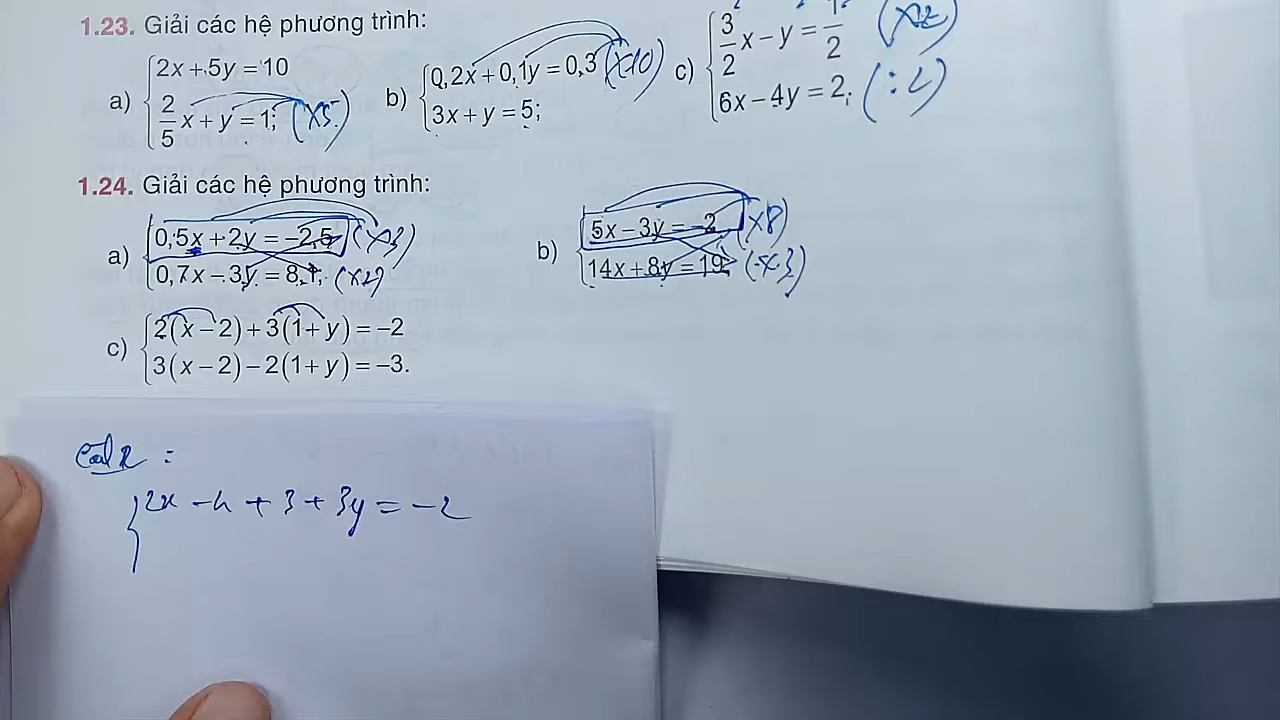 1.23. Giải các hệ phương trình:
a) { 2x + 5y = 10
2/5 x + y = 1; (x5)
b) { 0,2x + 0,1y = 0,3 (x10)
3x + y = 5;
c) { 3/2 x − y = 1/2 (x2)
6x − 4y = 2. (:2)
1.24. Giải các hệ phương trình:
a) { 0,5x + 2y = −2,5 (x3)
0,7x − 3y = 8,1; (x2)
b) { 5x − 3y = −2 (x8)
14x + 8y = 19; (x3)
c) { 2(x − 2) + 3(1 + y) = −2
3(x − 2) − 2(1 + y) = −3.
{ 2x − 4 + 3 + 3y = −2